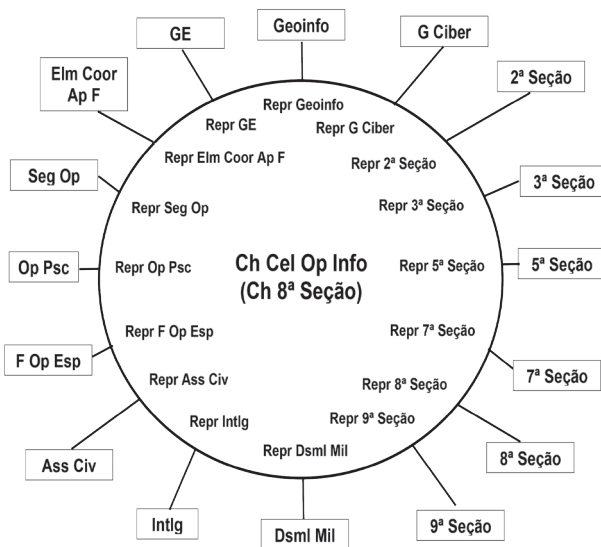 Geoinfo
GE
G Ciber
Elm Coor
Ap F
2ª Seção
Repr Geoinfo
Repr GE
Repr G Ciber
Repr Elm Coor Ap F
Repr 2ª Seção
Seg Op
3ª Seção
Repr Seg Op
Repr 3ª Seção
Op Psc
Repr Op Psc
Ch Cel Op Info
(Ch 8ª Seção)
Repr 5ª Seção
5ª Seção
Repr F Op Esp
Repr 7ª Seção
F Op Esp
7ª Seção
Repr Ass Civ
Repr 8ª Seção
Repr Intlg
Repr 9ª Seção
Repr Dsml Mil
Ass Civ
8ª Seção
Intlg
Dsml Mil
9ª Seção